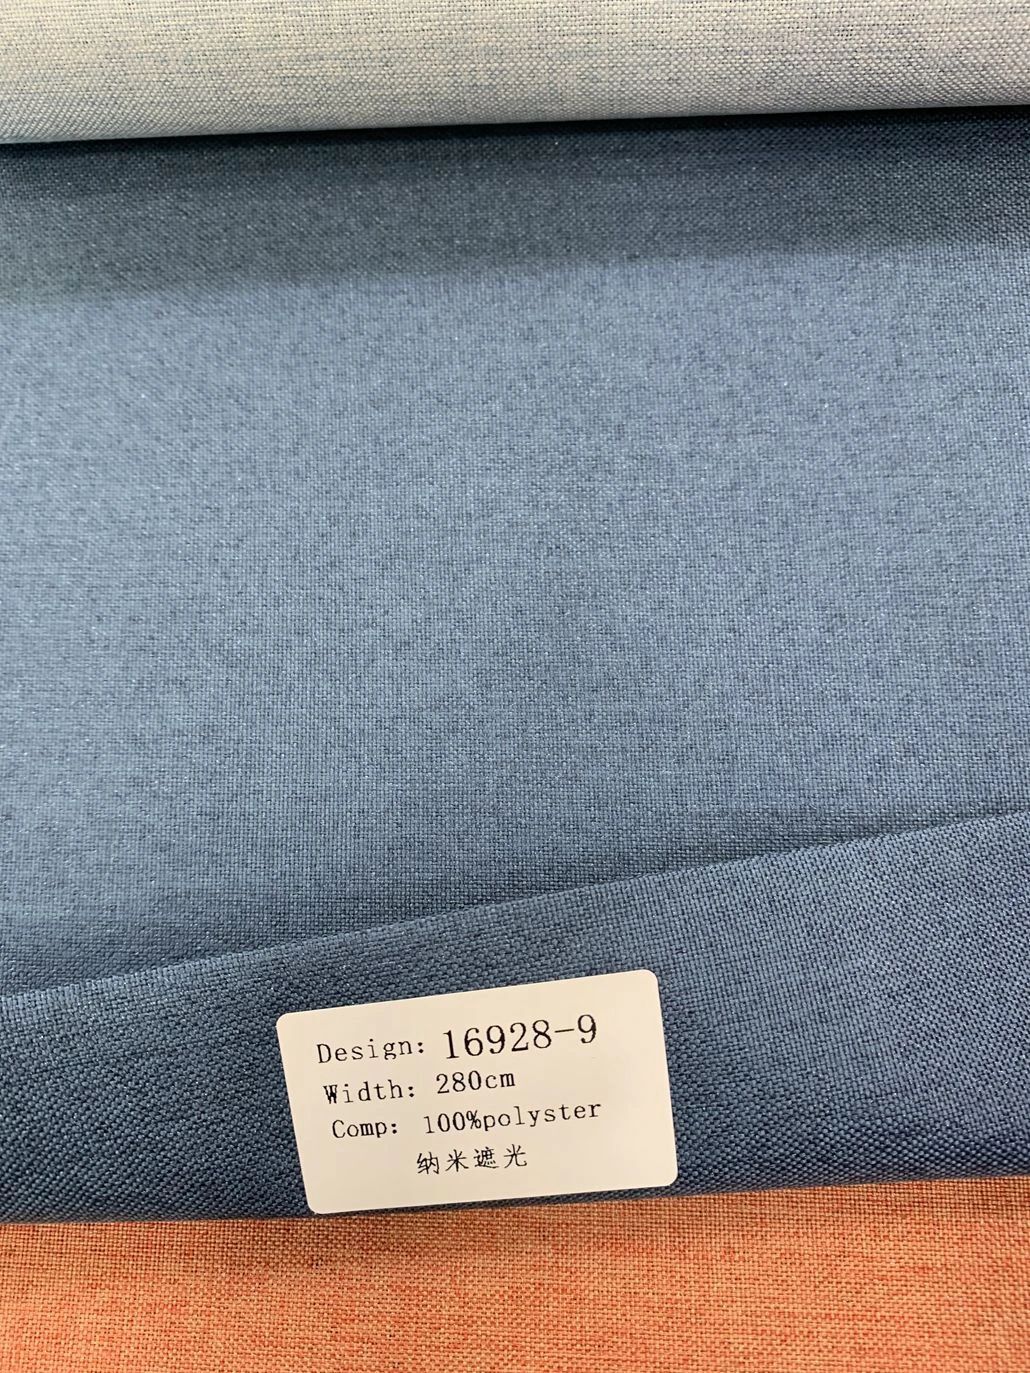 Design: 16928-9
Width: 280cm
Comp: 100%polyster
纳米遮光